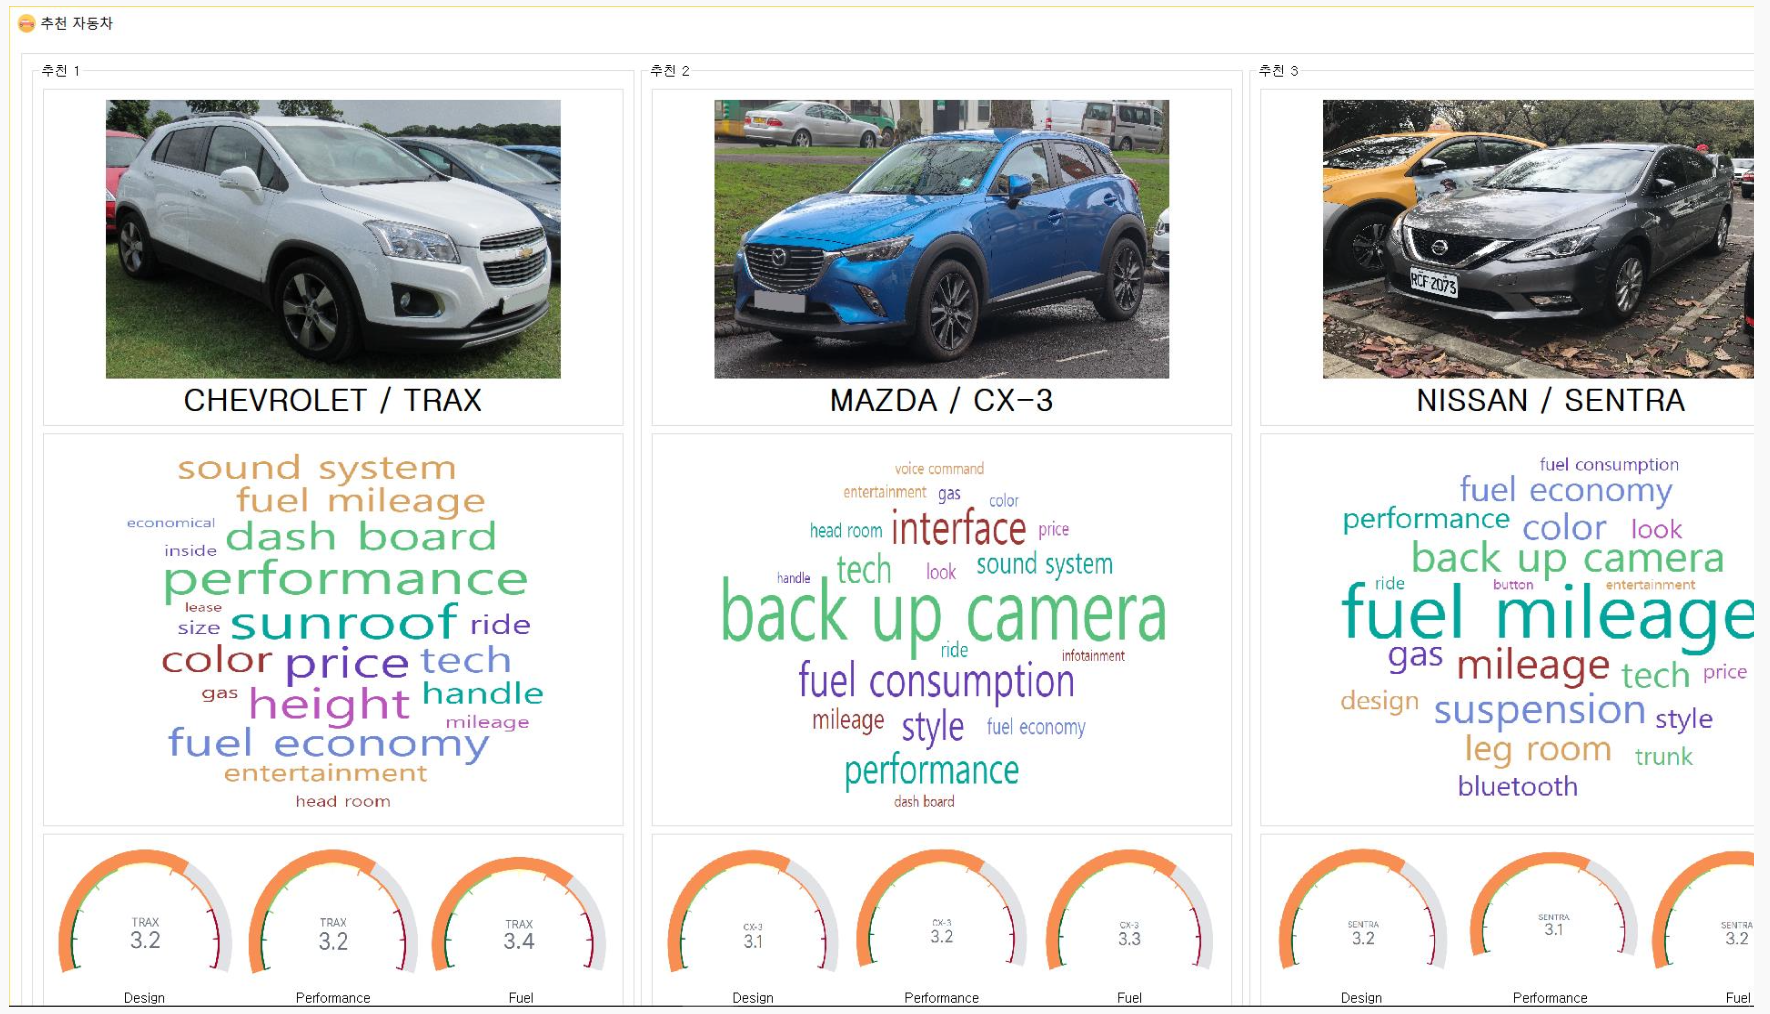 추천 자동차
추천 1
CHEVROLET / TRAX
sound system
fuel mileage
economical
dash board
inside
performance
lease
size sunroof ride
color price tech
gas height handle
mileage
fuel economy
entertainment
head room
TRAX
3.2
Design
TRAX
3.2
Performance
TRAX
3.4
Fuel
추천 2
MAZDA / CX-3
voice command
entertainment gas color
head room interface price
handle tech look sound system
back up camera
ride infotainment
fuel consumption
mileage style fuel economy
performance
dash board
CX-3
3.1
Design
CX-3
3.2
Performance
CX-3
3.3
Fuel
추천 3
RCF-2073
NISSAN / SENTRA
fuel consumption
fuel economy
performance color look
back up camera
ride button entertainment
fuel mileage
gas mileage tech price
design suspension style
leg room trunk
bluetooth
SENTRA
3.2
Design
SENTRA
3.1
Performance
SENTRA
3.2
Fuel